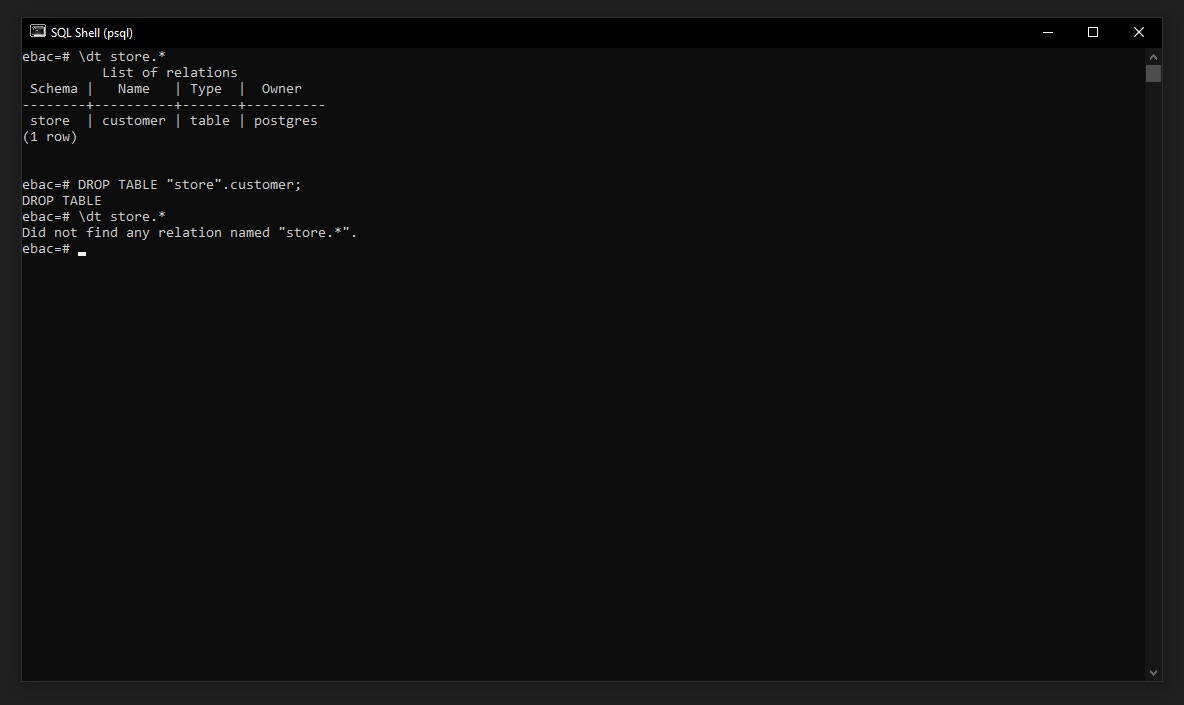 SQL Shell (psql)
ebac=# \dt store.*
          List of relations
 Schema |   Name   | Type  |  Owner
--------+----------+-------+----------
 store  | customer | table | postgres
(1 row)
ebac=# DROP TABLE "store".customer;
DROP TABLE
ebac=# \dt store.*
Did not find any relation named "store.*".
ebac=#